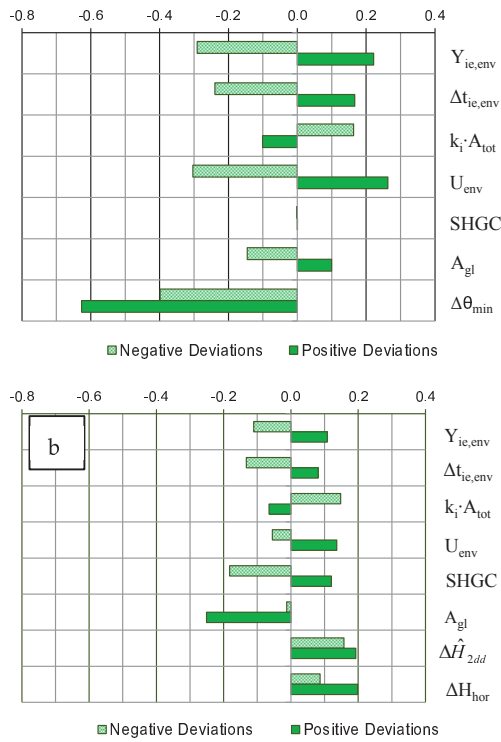 -0.8 -0.6 -0.4 -0.2 0.0 0.2 0.4
Yie,env
Δtie,env
ki·Atot
Uenv
SHGC
Agl
Δθmin
Negative Deviations Positive Deviations
-0.8 -0.6 -0.4 -0.2 0.0 0.2 0.4
b
Yie,env
Δtie,env
ki·Atot
Uenv
SHGC
Agl
ΔĤ2dd
ΔHhor
Negative Deviations Positive Deviations